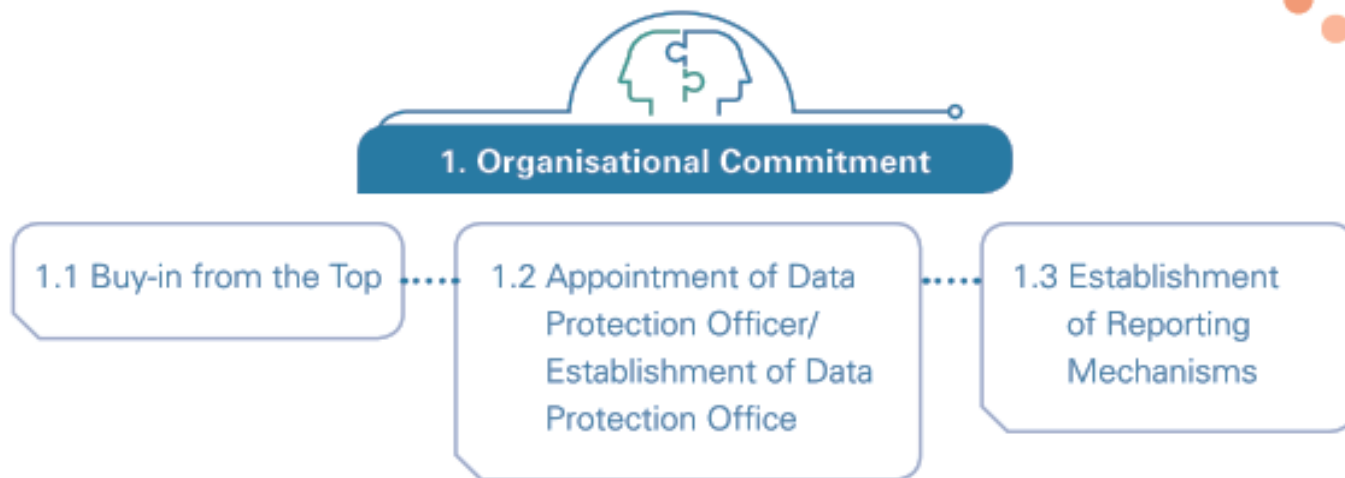 1. Organisational Commitment
1.1 Buy-in from the Top
1.2 Appointment of Data
Protection Officer/
Establishment of Data
Protection Office
1.3 Establishment
of Reporting
Mechanisms